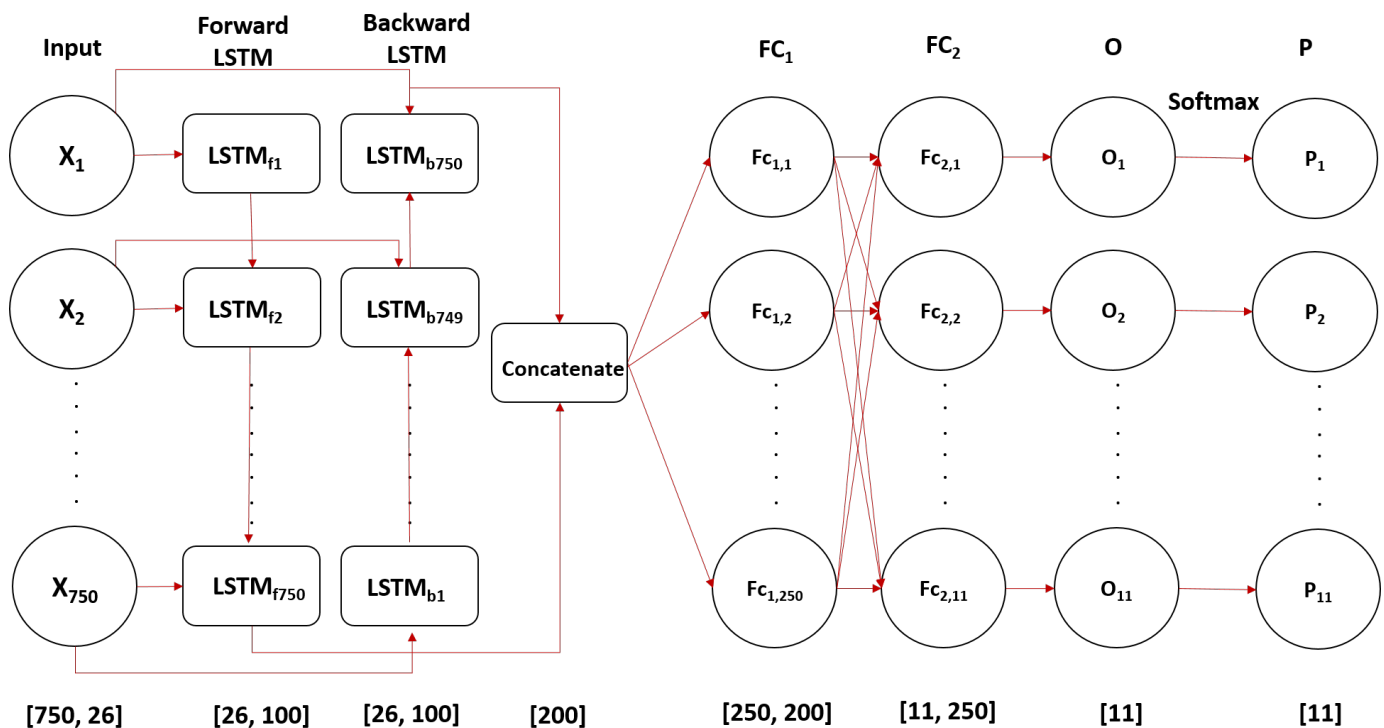 Input
Forward
LSTM
Backward
LSTM
FC1
FC2
O
P
Softmax
X1
LSTMf1
LSTMb750
Fc1,1
Fc2,1
O1
P1
X2
LSTMf2
LSTMb749
Fc1,2
Fc2,2
O2
P2
Concatenate
X750
LSTMf750
LSTMb1
Fc1,250
Fc2,11
O11
P11
[750, 26]
[26, 100]
[26, 100]
[200]
[250, 200]
[11, 250]
[11]
[11]